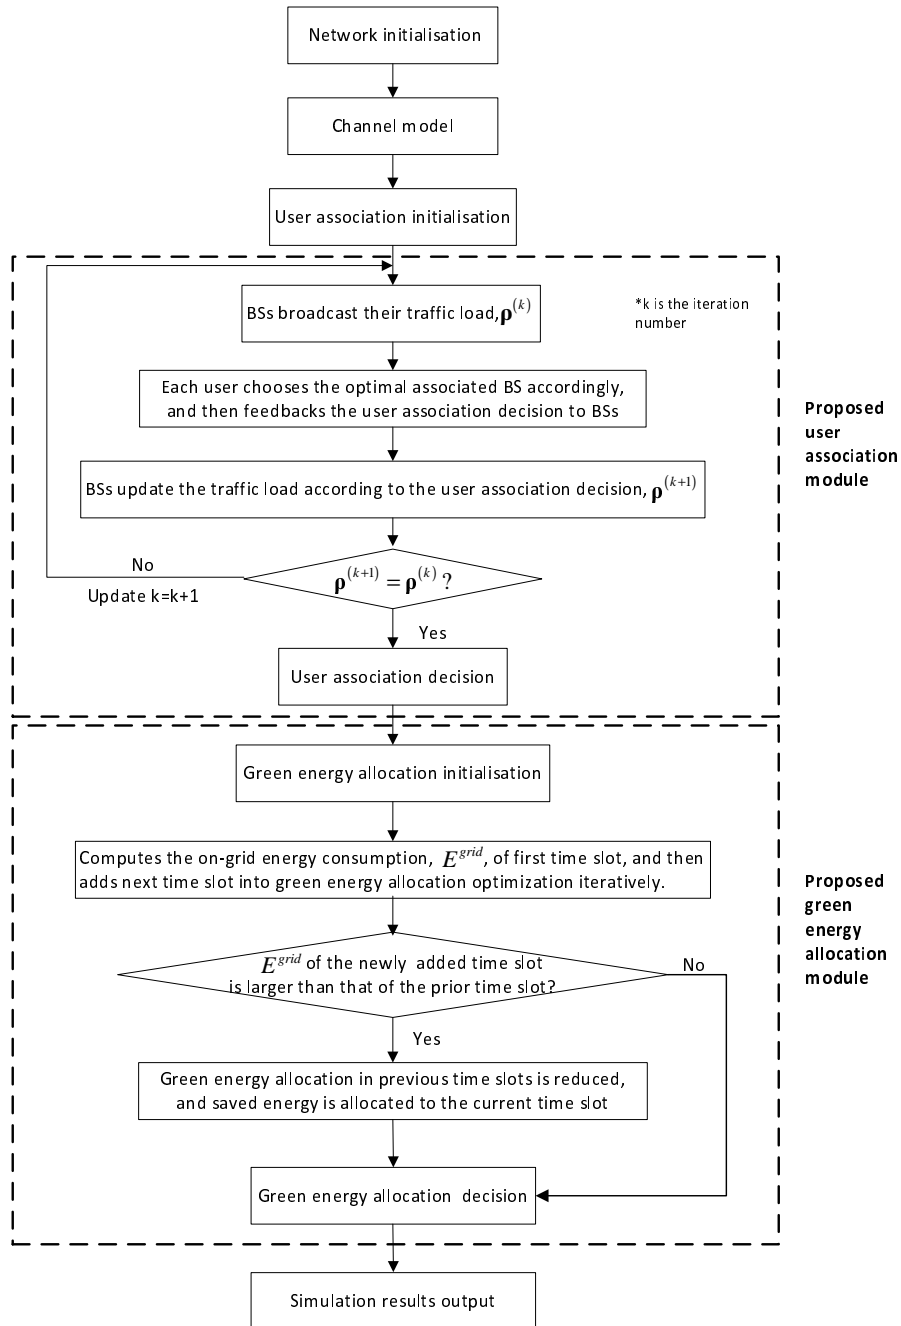 Network initialisation
Channel model
User association initialisation
BSs broadcast their traffic load, ρ^(k)
*k is the iteration
number
Each user chooses the optimal associated BS accordingly,
and then feedbacks the user association decision to BSs
Proposed
user
association
module
BSs update the traffic load according to the user association decision, ρ^(k+1)
No
Update k=k+1
ρ^(k+1) = ρ^(k) ?
Yes
User association decision
Green energy allocation initialisation
Computes the on-grid energy consumption, E^grid, of first time slot, and then
adds next time slot into green energy allocation optimization iteratively.
Proposed
green
energy
allocation
module
E^grid of the newly added time slot
is larger than that of the prior time slot?
No
Yes
Green energy allocation in previous time slots is reduced,
and saved energy is allocated to the current time slot
Green energy allocation decision
Simulation results output